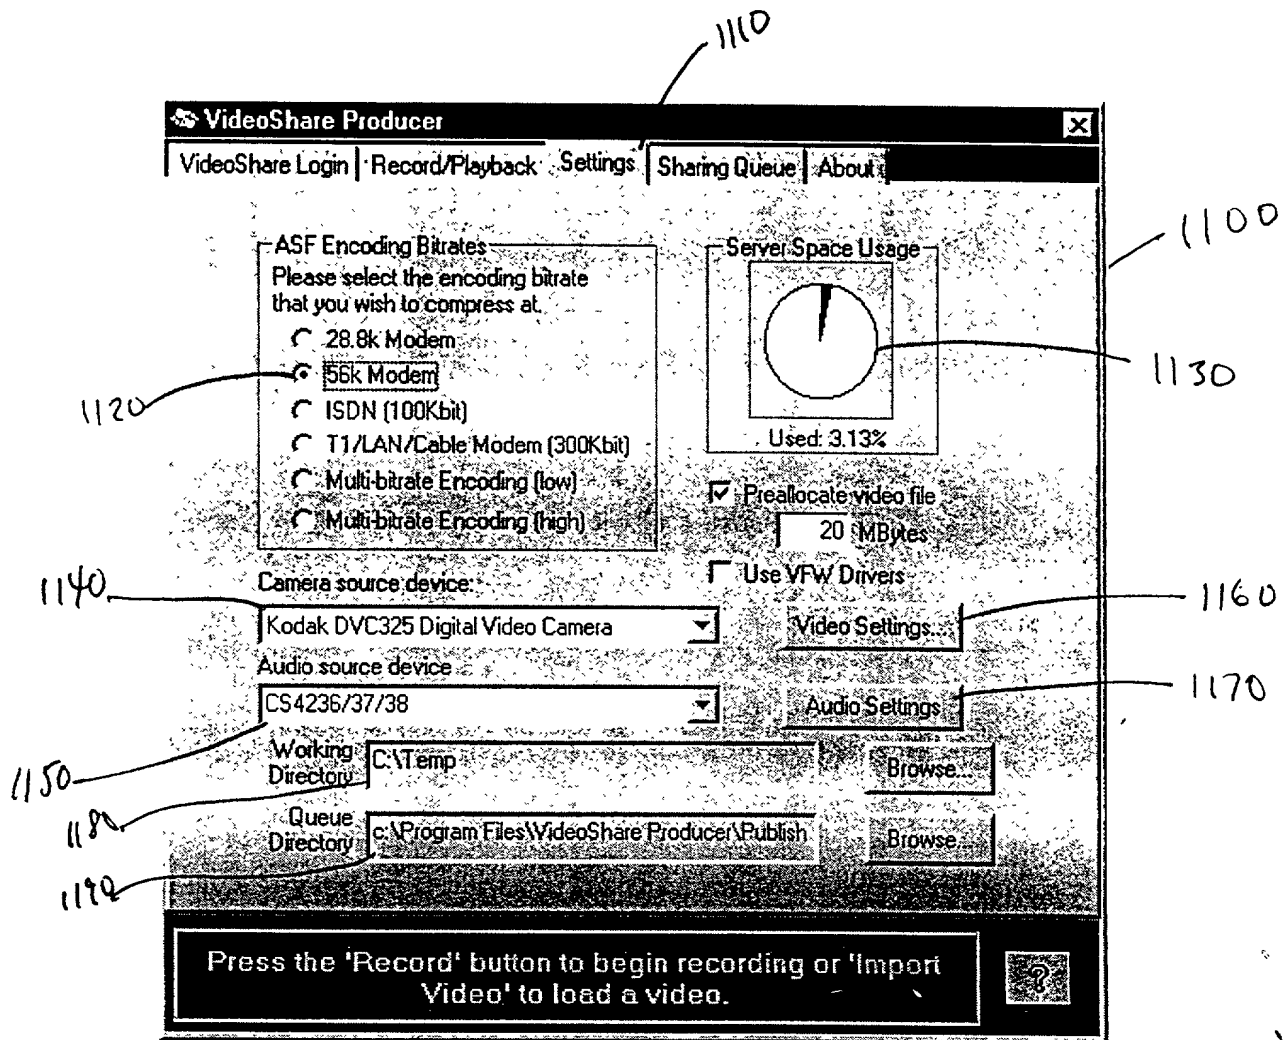 1110
VideoShare Producer
VideoShare Login Record/Playback Settings Sharing Queue About
1100
ASF Encoding Bitrates
Server Space Usage
Please select the encoding bitrate
that you wish to compress at.
28.8k Modem
56k Modem
1120
1130
ISDN (100Kbit)
T1/LAN/Cable Modem (300Kbit)
Used: 3.13%
Multi-bitrate Encoding (low)
Preallocate video file
Multi-bitrate Encoding (high)
20 MBytes
Use VFW Drivers
Camera source device:
1140
1160
Kodak DVC325 Digital Video Camera
Video Settings...
Audio source device
1170
CS4236/37/38
Audio Settings
1150
Working
Directory
C:\Temp
Browse...
1180
Queue
Directory
c:\Program Files\VideoShare Producer\Publish
Browse...
1190
Press the 'Record' button to begin recording or 'Import
Video' to load a video.
?